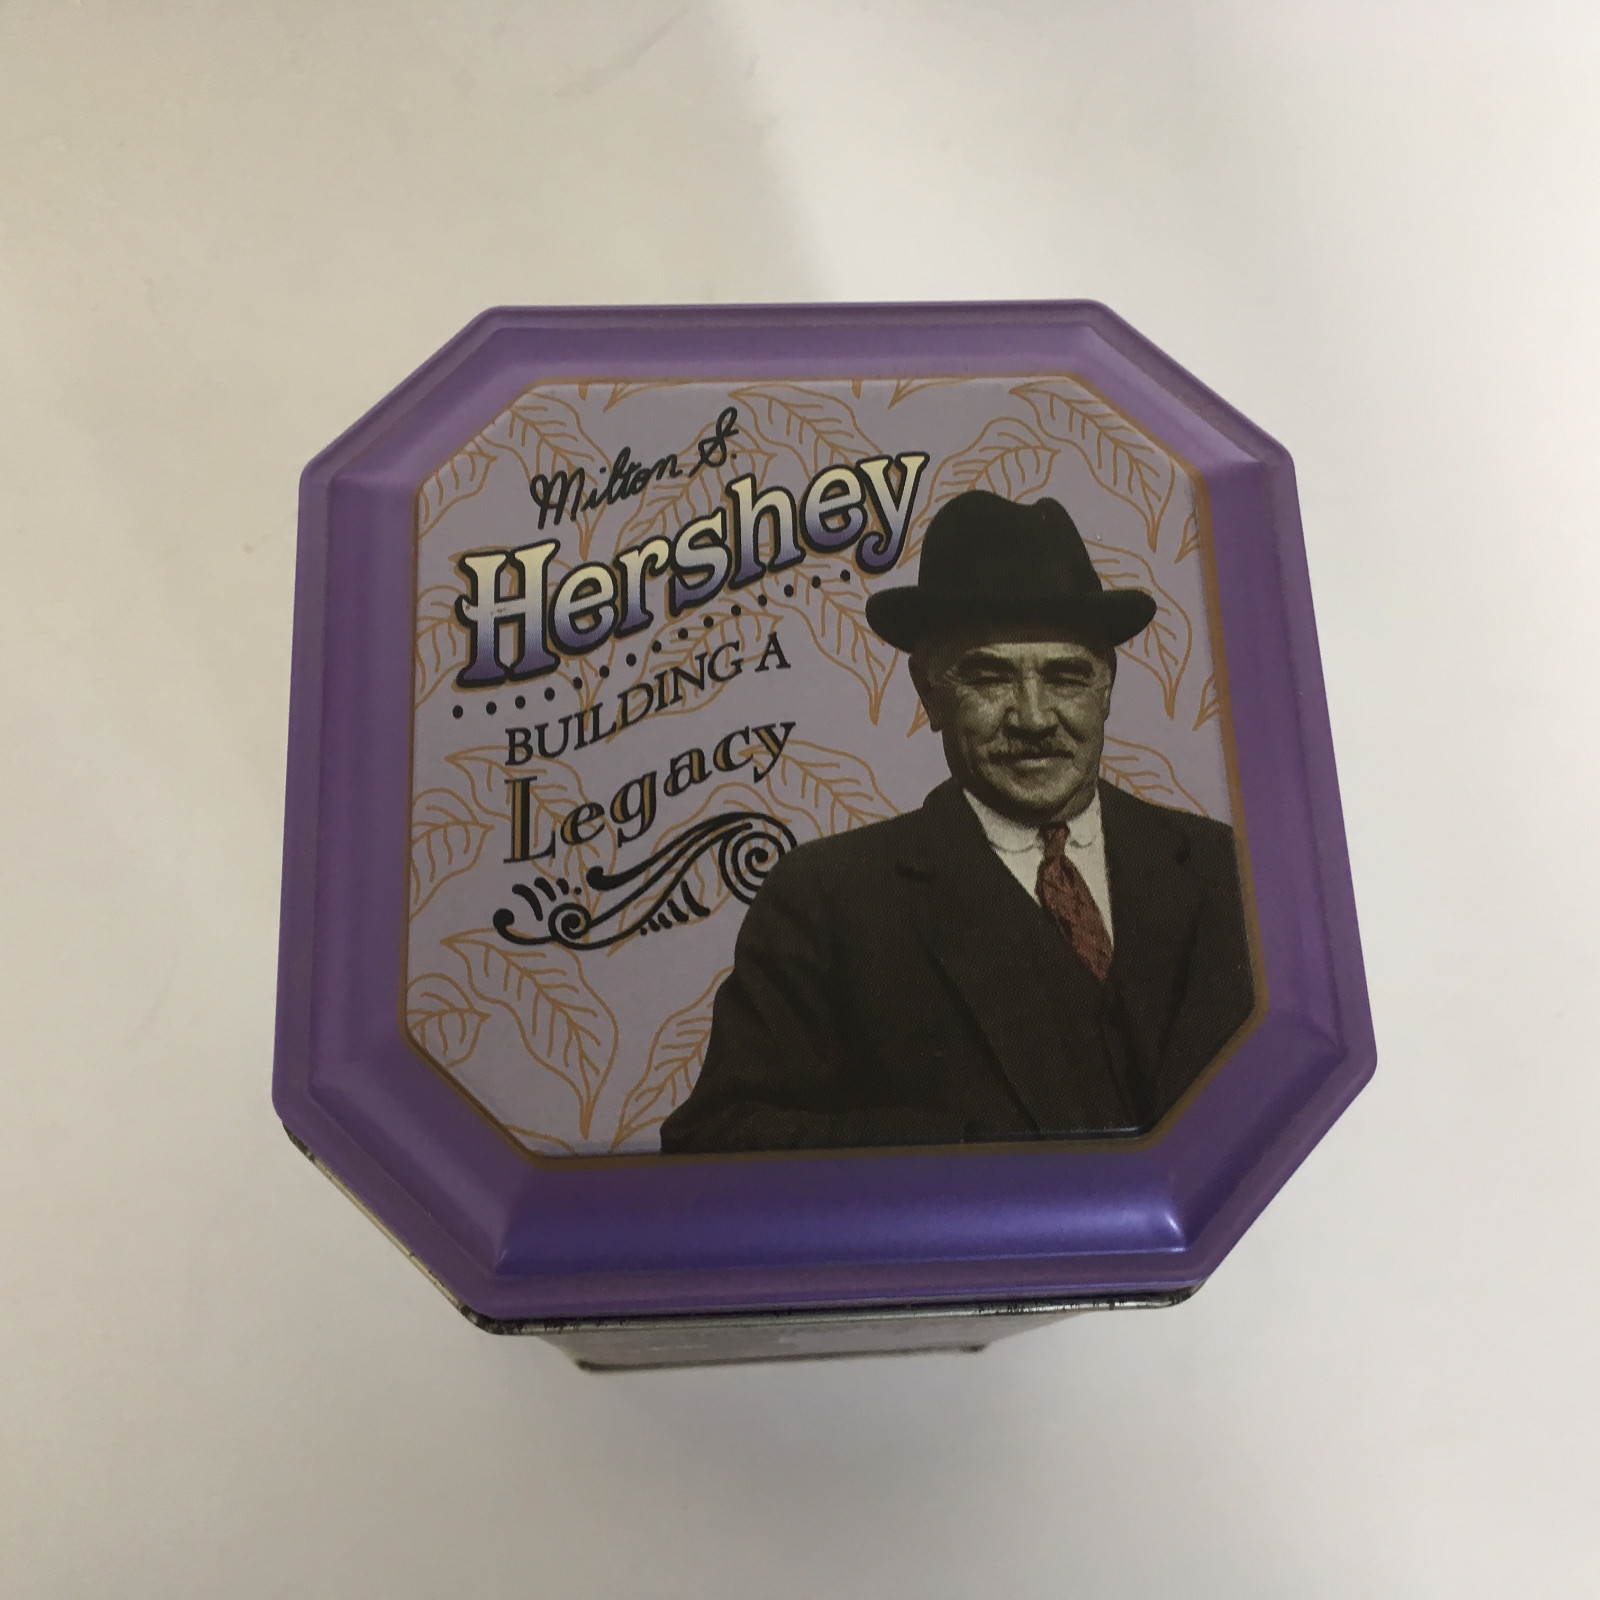 Milton S.
Hershey
BUILDING A
Legacy